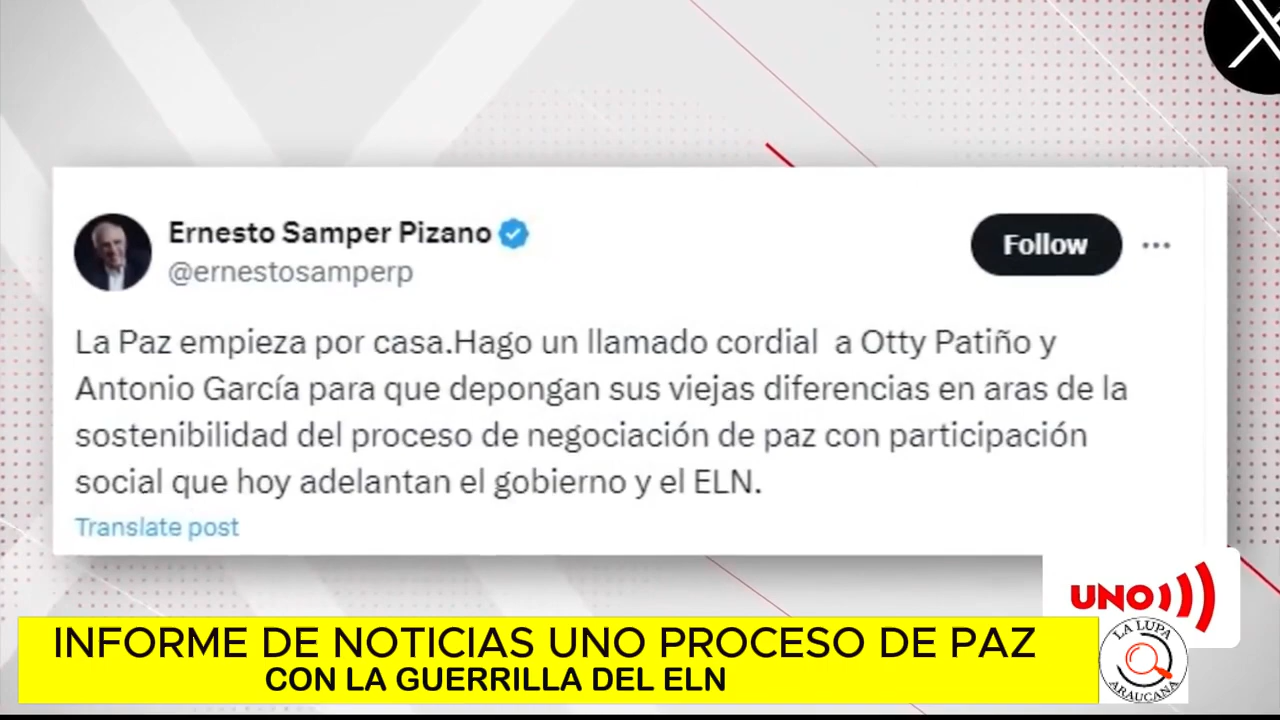 Ernesto Samper Pizano
@ernestosamperp
Follow
La Paz empieza por casa.Hago un llamado cordial  a Otty Patiño y
Antonio García para que depongan sus viejas diferencias en aras de la
sostenibilidad del proceso de negociación de paz con participación
social que hoy adelantan el gobierno y el ELN.
Translate post
UNO
INFORME DE NOTICIAS UNO PROCESO DE PAZ
CON LA GUERRILLA DEL ELN
LA LUPA
ARAUCANA